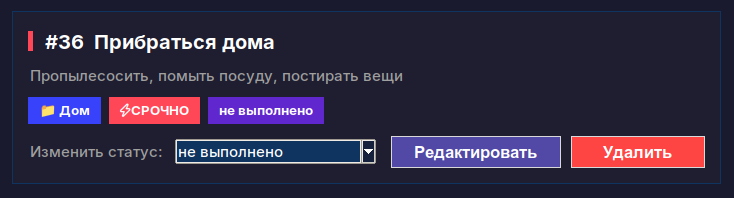 #36 Прибраться дома
Пропылесосить, помыть посуду, постирать вещи
📁 Дом ⚡СРОЧНО не выполнено
Изменить статус: не выполнено Редактировать Удалить